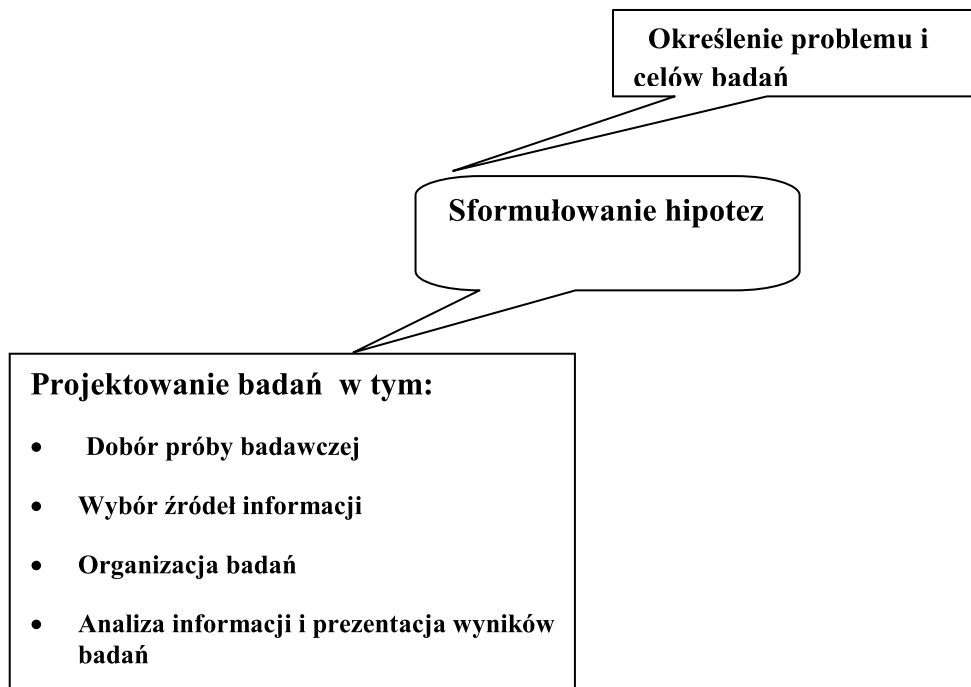 Określenie problemu i
celów badań
Sformułowanie hipotez
Projektowanie badań w tym:
• Dobór próby badawczej
• Wybór źródeł informacji
• Organizacja badań
• Analiza informacji i prezentacja wyników
badań